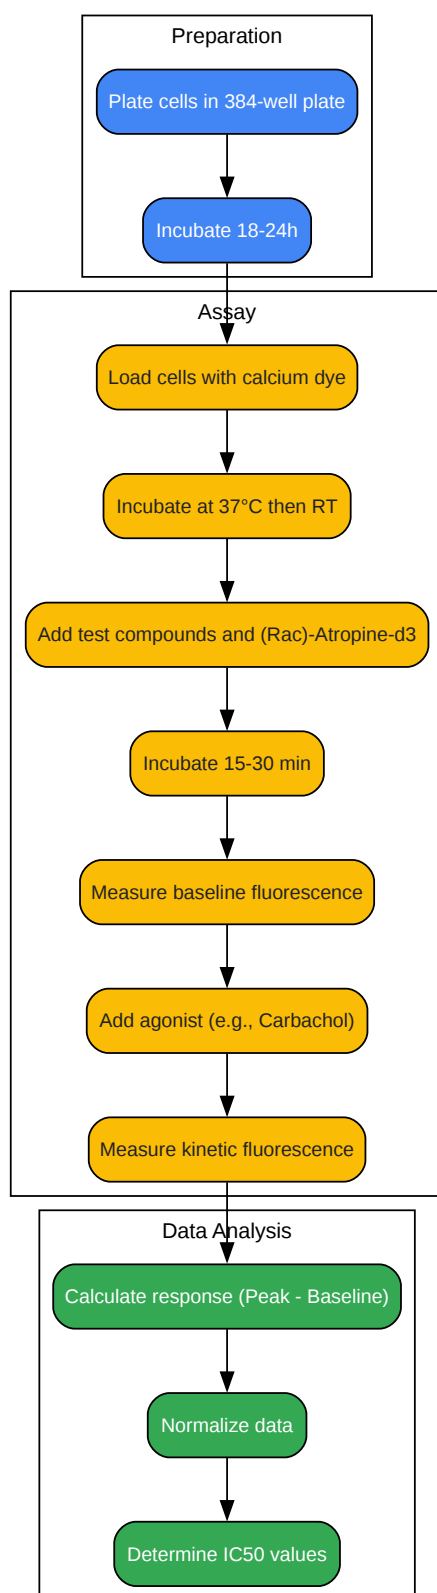 Preparation
Plate cells in 384-well plate
Incubate 18-24h
Assay
Load cells with calcium dye
Incubate at 37°C then RT
Add test compounds and (Rac)-Atropine-d3
Incubate 15-30 min
Measure baseline fluorescence
Add agonist (e.g., Carbachol)
Measure kinetic fluorescence
Data Analysis
Calculate response (Peak - Baseline)
Normalize data
Determine IC50 values